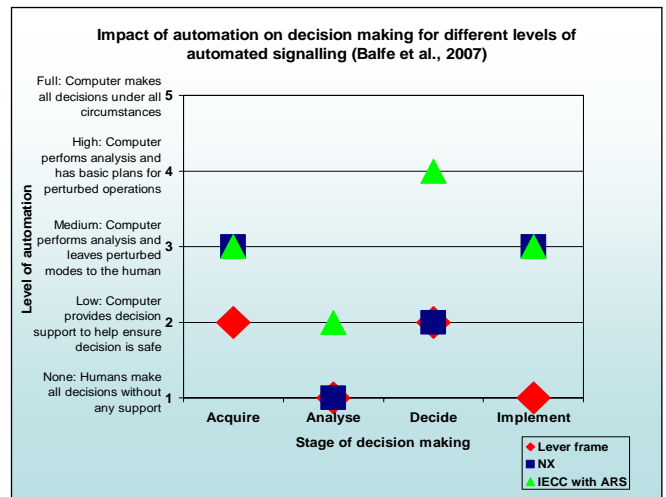 Impact of automation on decision making for different levels of
automated signalling (Balfe et al., 2007)
Level of automation
Full: Computer makes
all decisions under all
circumstances
5
High: Computer
perfoms analysis and
has basic plans for
perturbed operations
4
Medium: Computer
performs analysis and
leaves perturbed
modes to the human
3
Low: Computer
provides decision
support to help ensure
decision is safe
2
None: Humans make
all decisions without
any support
1
Acquire Analyse Decide Implement
Stage of decision making
Lever frame
NX
IECC with ARS